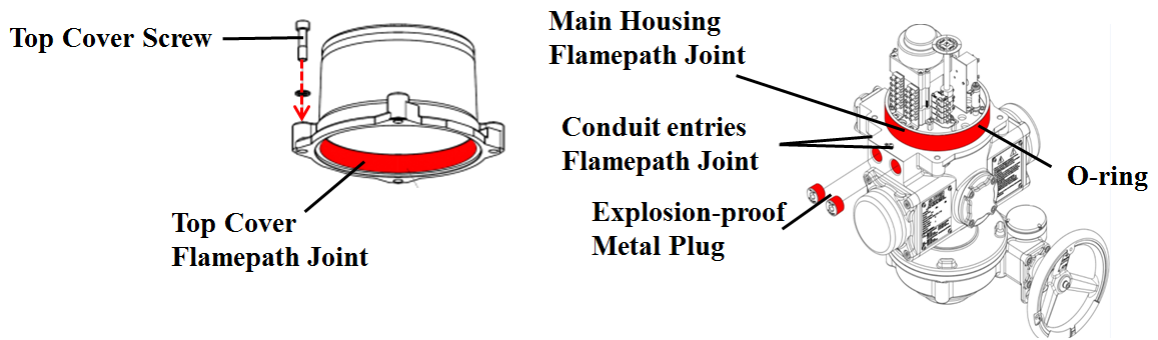 Top Cover Screw
Top Cover
Flamepath Joint
Main Housing
Flamepath Joint
Conduit entries
Flamepath Joint
Explosion-proof
Metal Plug
O-ring